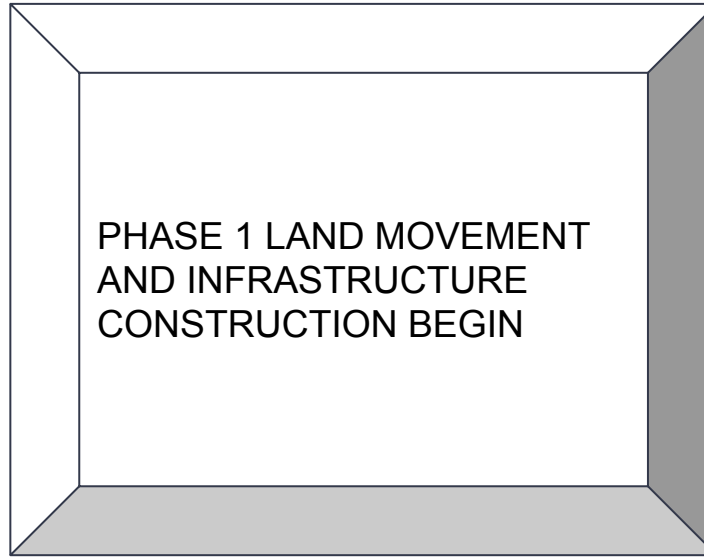 PHASE 1 LAND MOVEMENT
AND INFRASTRUCTURE
CONSTRUCTION BEGIN